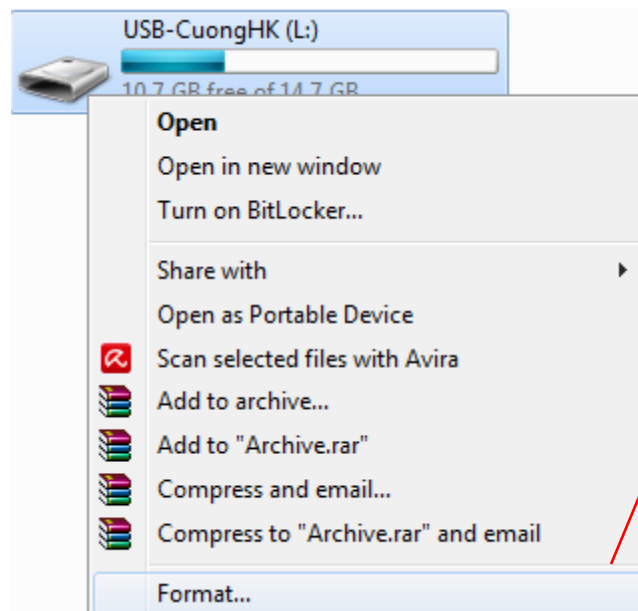 USB-CuongHK (L:)
10.7 GB free of 14.7 GB
Open
Open in new window
Turn on BitLocker...
Share with
Open as Portable Device
Scan selected files with Avira
Add to archive...
Add to "Archive.rar"
Compress and email...
Compress to "Archive.rar" and email
Format...